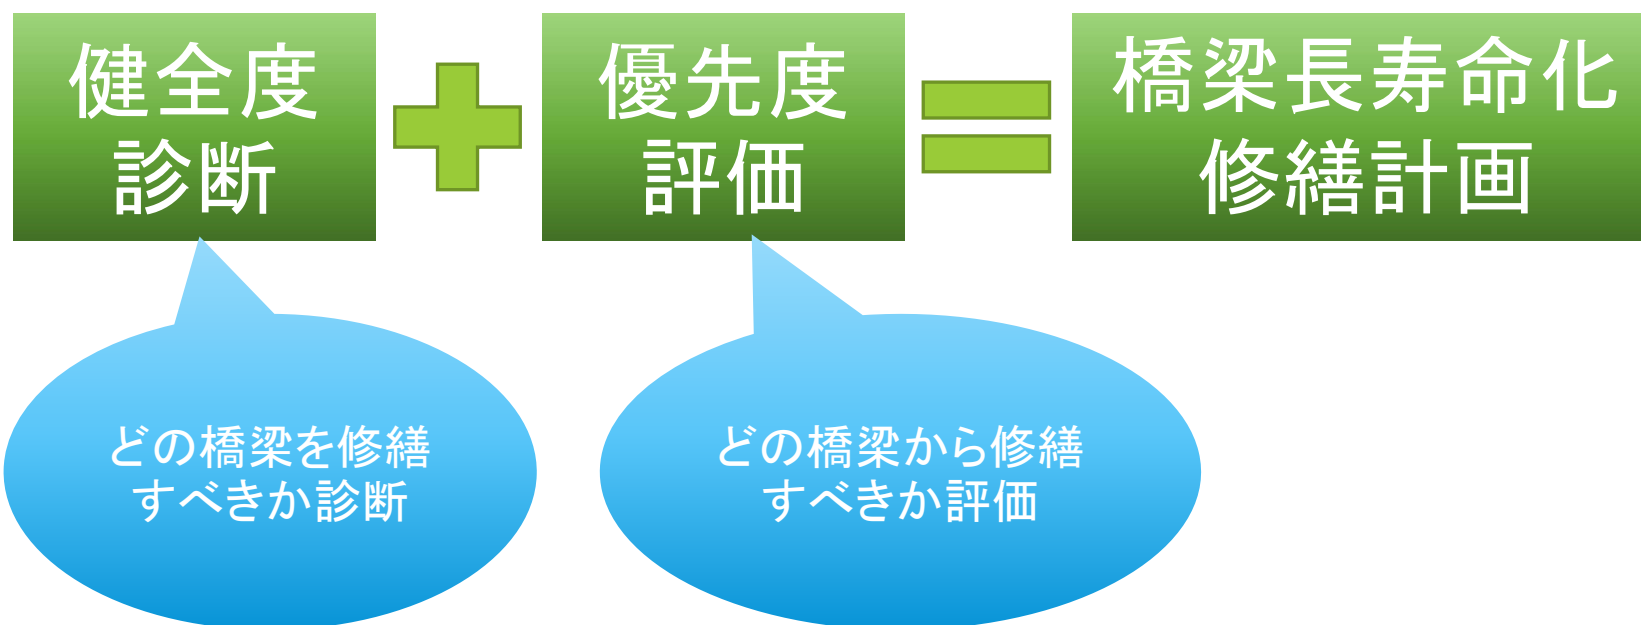 健全度
診断
優先度
評価
橋梁長寿命化
修繕計画
どの橋梁を修繕
すべきか診断
どの橋梁から修繕
すべきか評価